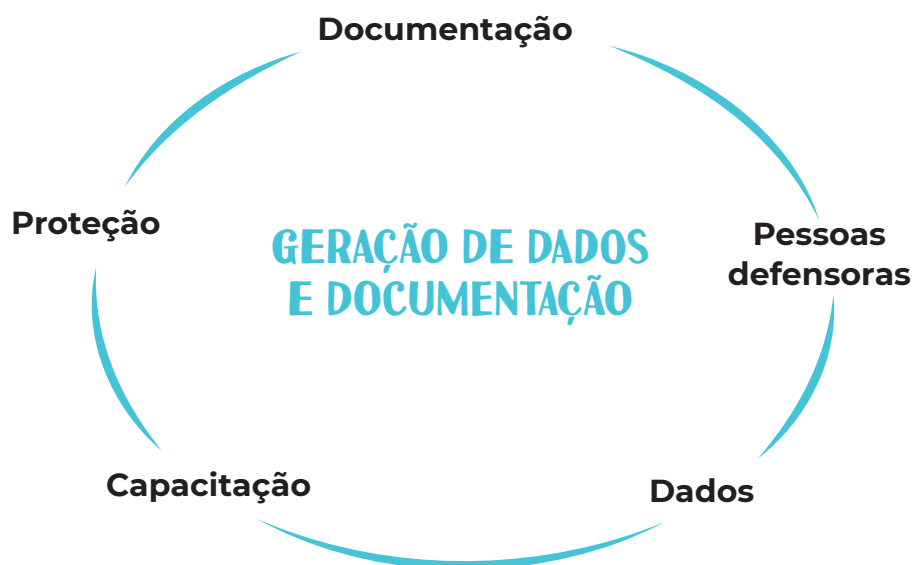 Documentação
Proteção
GERAÇÃO DE DADOS
E DOCUMENTAÇÃO
Pessoas
defensoras
Capacitação
Dados